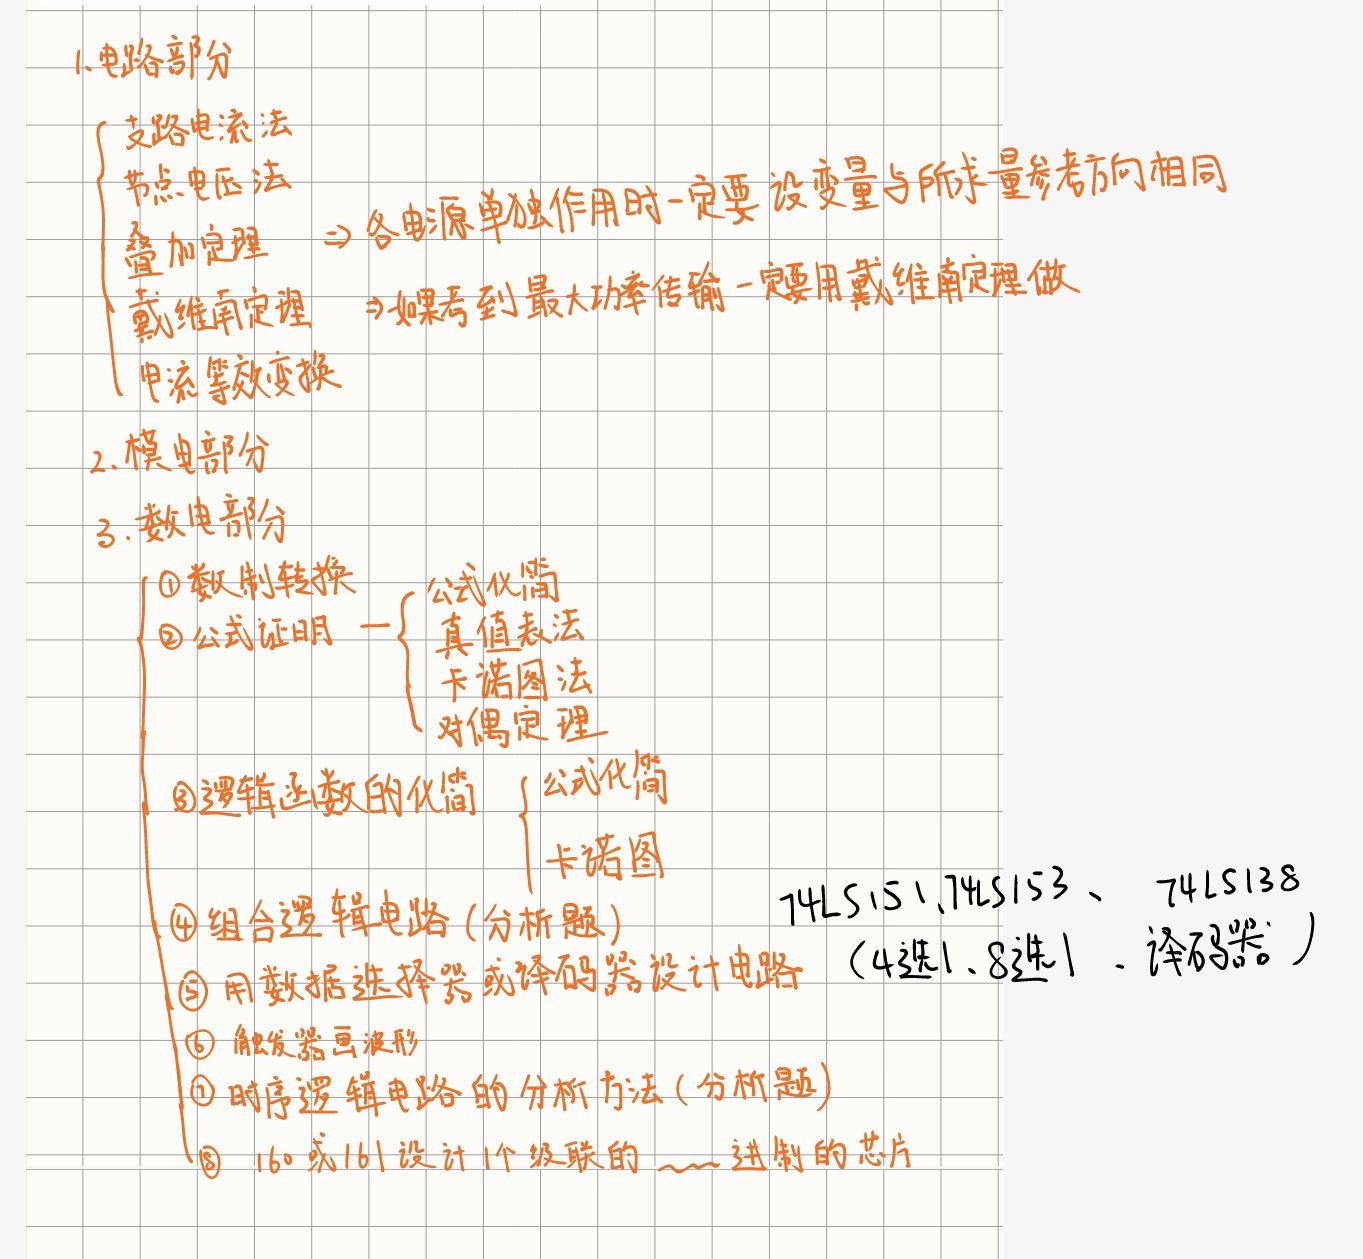 1.电路部分
支路电流法
节点电压法
叠加定理 ⇒ 各电源单独作用时一定要设变量与所求量参考方向相同
戴维南定理 ⇒如果考到最大功率传输一定要用戴维南定理做
电流等效变换
2.模电部分
3.数电部分
①数制转换
②公式证明 — 公式化简
真值表法
卡诺图法
对偶定理
③逻辑函数的化简 公式化简
卡诺图
74LS151、74LS153、 74LS138
④组合逻辑电路(分析题)
(4选1、8选1 、译码器)
⑤用数据选择器或译码器设计电路
⑥触发器画波形
⑦时序逻辑电路的分析方法(分析题)
⑧ 160或161设计1个级联的 ﹏﹏ 进制的芯片